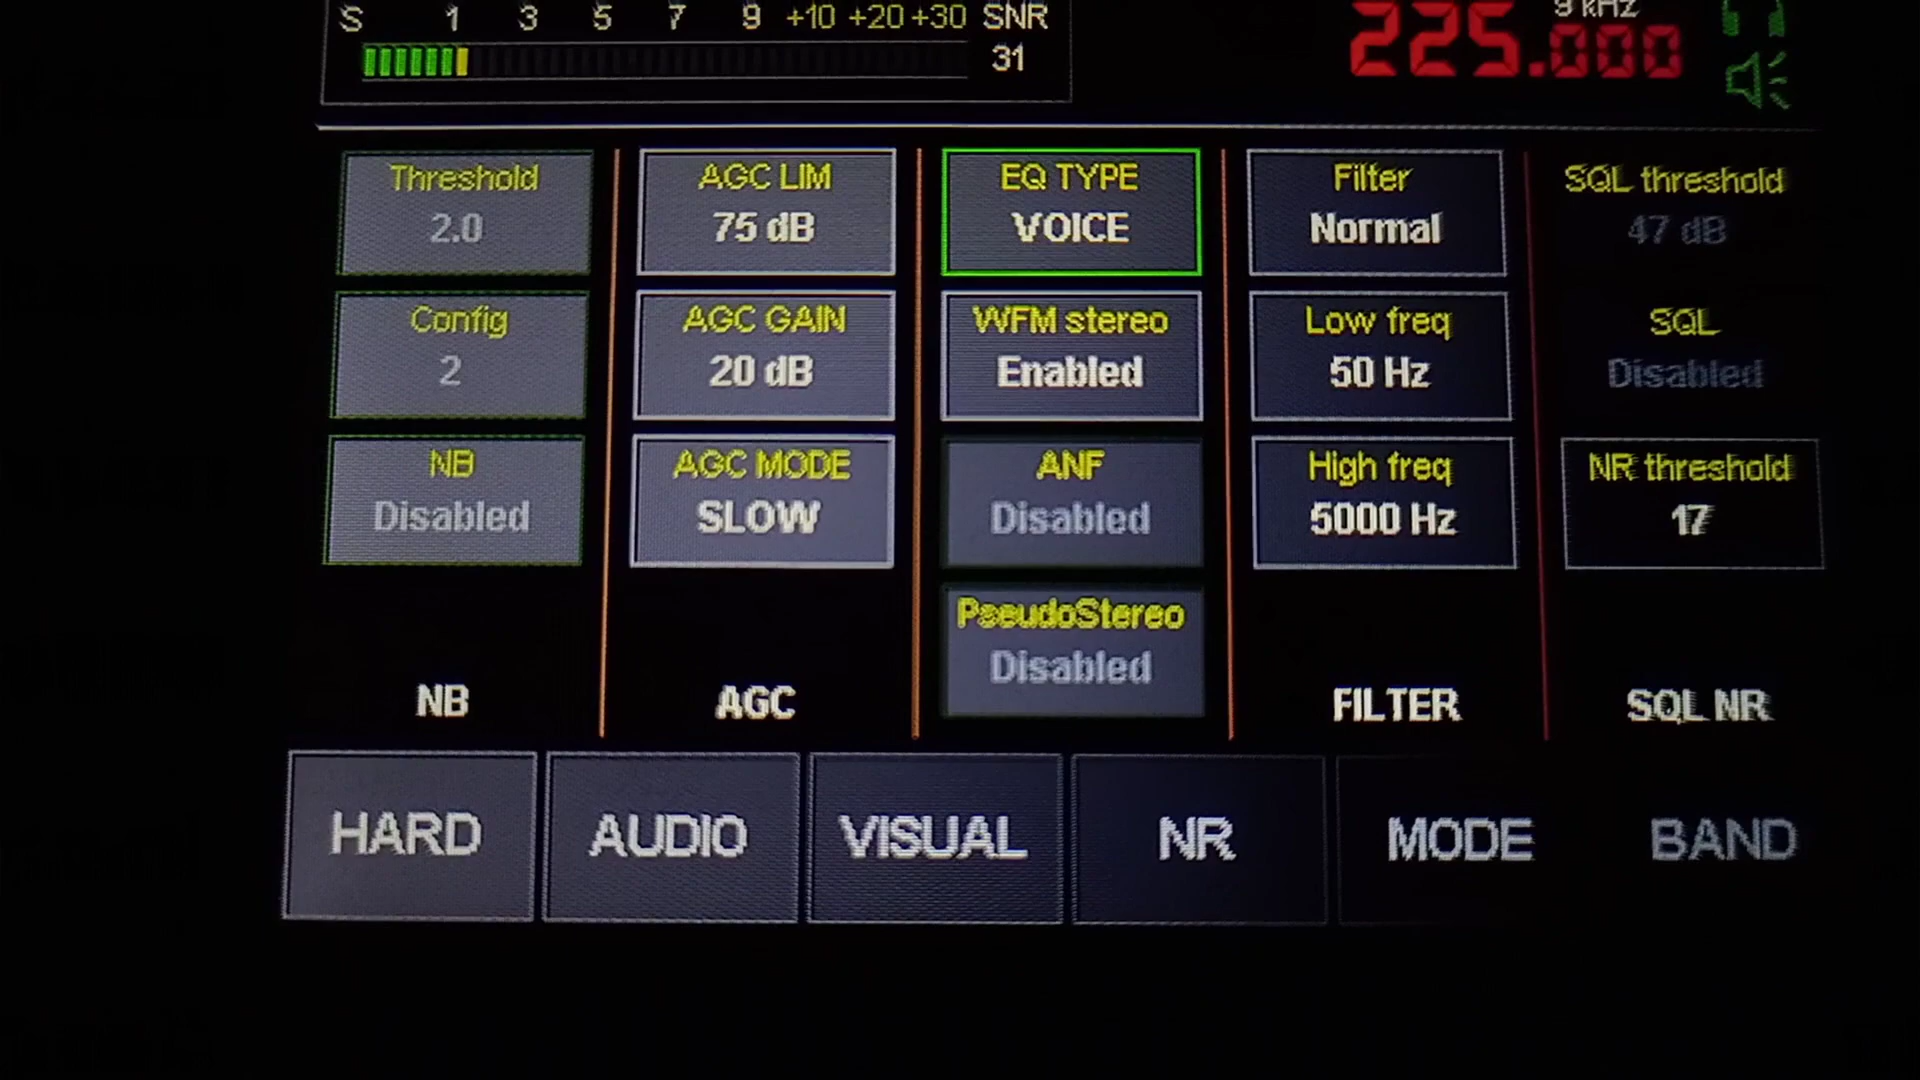 S 1 3 5 7 9 +10 +20 +30 SNR
31
9 kHz
225.000
Threshold
2.0
Config
2
NB
Disabled
NB
AGC LIM
75 dB
AGC GAIN
20 dB
AGC MODE
SLOW
AGC
EQ TYPE
VOICE
WFM stereo
Enabled
ANF
Disabled
PseudoStereo
Disabled
Filter
Normal
Low freq
50 Hz
High freq
5000 Hz
FILTER
SQL threshold
47 dB
SQL
Disabled
NR threshold
17
SQL NR
HARD AUDIO VISUAL NR MODE BAND